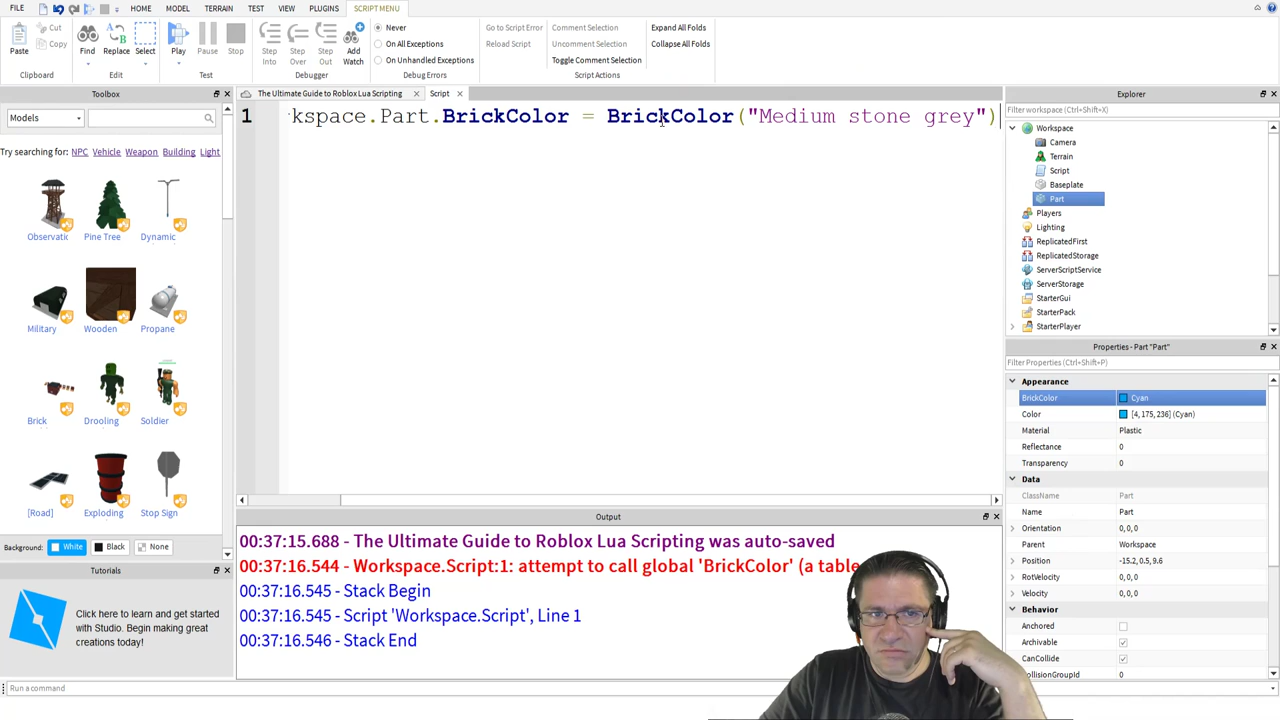 FILE HOME MODEL TERRAIN TEST VIEW PLUGINS SCRIPT MENU
Paste
Cut
Copy
Clipboard
Find Replace Select
Edit
Play Pause Stop
Test
Step Into
Step Over
Step Out
Add Watch
Debugger
Never
On All Exceptions
On Unhandled Exceptions
Debug Errors
Go to Script Error
Reload Script
Comment Selection
Uncomment Selection
Toggle Comment Selection
Script Actions
Expand All Folds
Collapse All Folds
Toolbox
Models
Try searching for: NPC Vehicle Weapon Building Light
Observatic Pine Tree Dynamic
Military Wooden Propane
Brick Drooling Soldier
[Road] Exploding Stop Sign
Background: White Black None
Tutorials
Click here to learn and get started
with Studio. Begin making great
creations today!
The Ultimate Guide to Roblox Lua Scripting
Script
1 kspace.Part.BrickColor = BrickColor("Medium stone grey")
Output
00:37:15.688 - The Ultimate Guide to Roblox Lua Scripting was auto-saved
00:37:16.544 - Workspace.Script:1: attempt to call global 'BrickColor' (a table
00:37:16.545 - Stack Begin
00:37:16.545 - Script 'Workspace.Script', Line 1
00:37:16.546 - Stack End
Run a command
Explorer
Filter workspace (Ctrl+Shift+X)
Workspace
Camera
Terrain
Script
Baseplate
Part
Players
Lighting
ReplicatedFirst
ReplicatedStorage
ServerScriptService
ServerStorage
StarterGui
StarterPack
StarterPlayer
Properties - Part "Part"
Filter Properties (Ctrl+Shift+P)
Appearance
BrickColor Cyan
Color [4, 175, 236] (Cyan)
Material Plastic
Reflectance 0
Transparency 0
Data
ClassName Part
Name Part
Orientation 0, 0, 0
Parent Workspace
Position -15.2, 0.5, 9.6
RotVelocity 0, 0, 0
Velocity 0, 0, 0
Behavior
Anchored
Archivable
CanCollide
CollisionGroupId 0